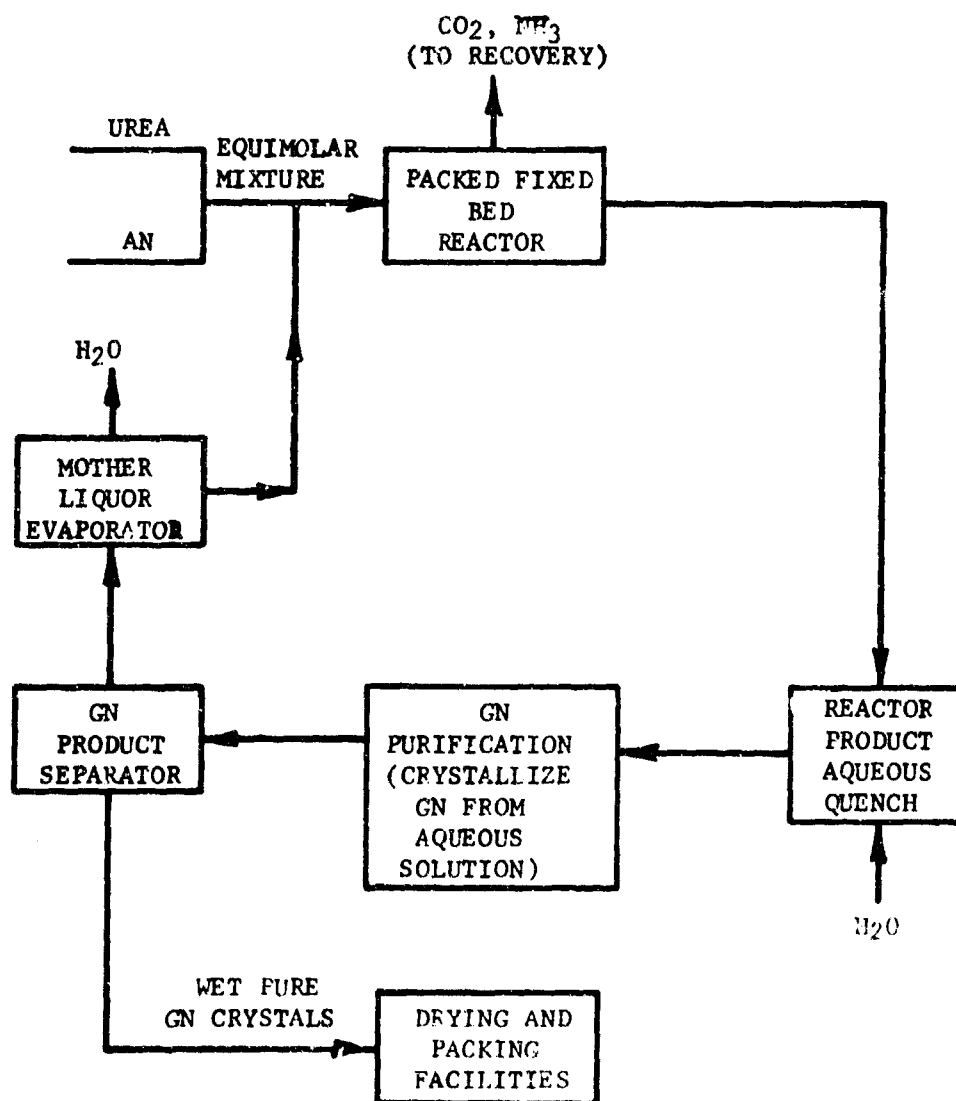 CO2, NH3
(TO RECOVERY)
UREA
EQUIMOLAR
MIXTURE
AN
PACKED FIXED
BED
REACTOR
H2O
MOTHER
LIQUOR
EVAPORATOR
GN
PRODUCT
SEPARATOR
GN
PURIFICATION
(CRYSTALLIZE
GN FROM
AQUEOUS
SOLUTION)
REACTOR
PRODUCT
AQUEOUS
QUENCH
H2O
WET PURE
GN CRYSTALS
DRYING AND
PACKING
FACILITIES